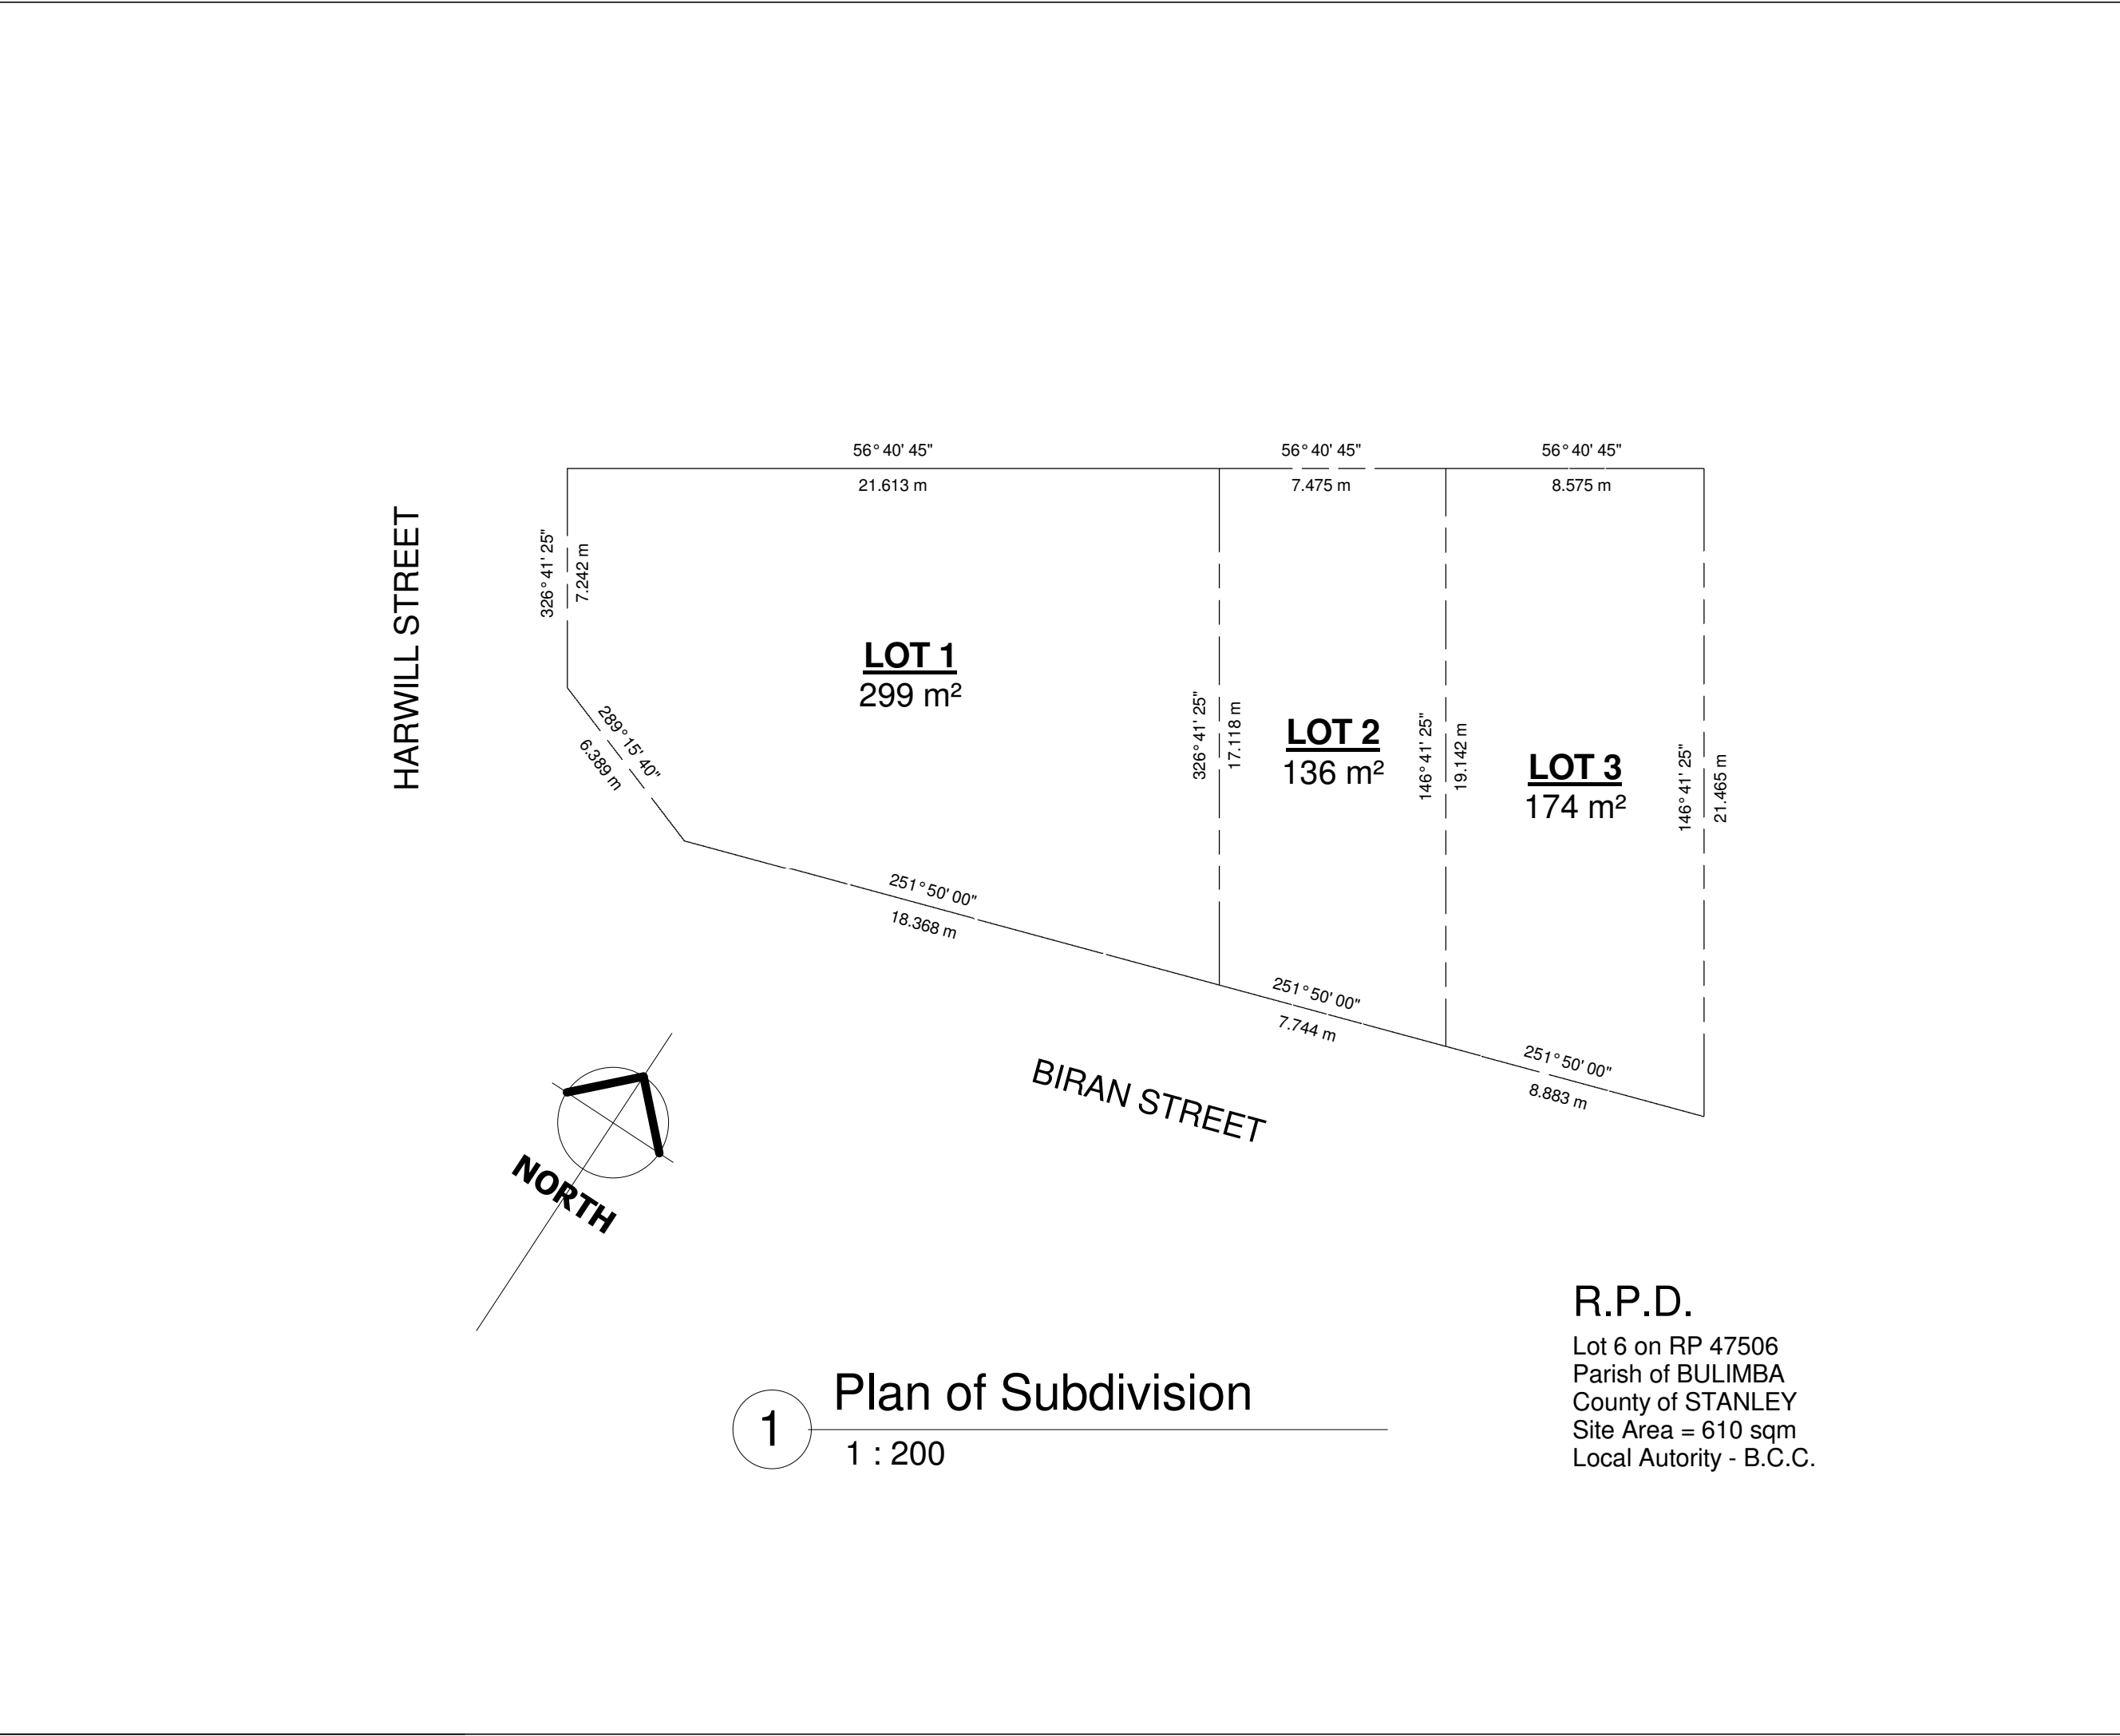 56° 40' 45"
56° 40' 45"
56° 40' 45"
21.613 m
7.475 m
8.575 m
HARWILL STREET
326° 41' 25"
7.242 m
289° 15' 40"
6.389 m
LOT 1
299 m²
326° 41' 25"
17.118 m
LOT 2
136 m²
146° 41' 25"
19.142 m
LOT 3
174 m²
146° 41' 25"
21.465 m
251° 50' 00"
18.368 m
251° 50' 00"
7.744 m
251° 50' 00"
8.883 m
BIRAN STREET
NORTH
1
Plan of Subdivision
1 : 200
R.P.D.
Lot 6 on RP 47506
Parish of BULIMBA
County of STANLEY
Site Area = 610 sqm
Local Autority - B.C.C.